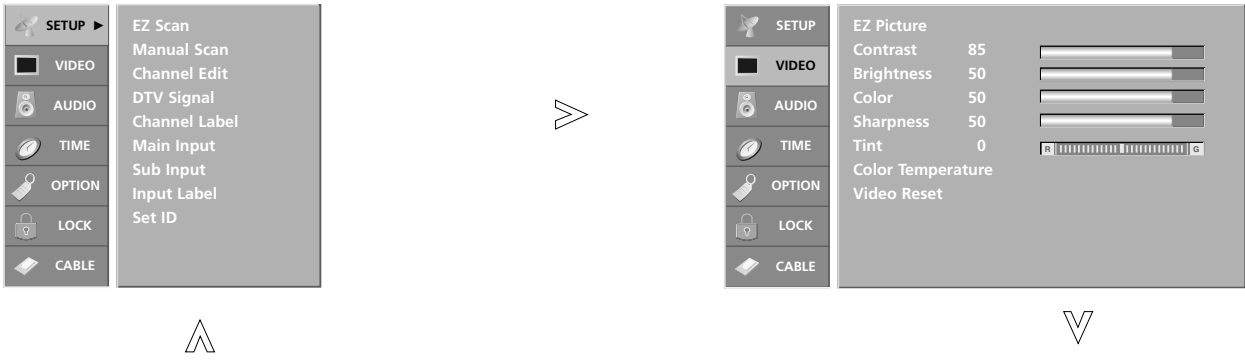 SETUP ►
VIDEO
AUDIO
TIME
OPTION
LOCK
CABLE
EZ Scan
Manual Scan
Channel Edit
DTV Signal
Channel Label
Main Input
Sub Input
Input Label
Set ID
SETUP
VIDEO
AUDIO
TIME
OPTION
LOCK
CABLE
EZ Picture
Contrast 85
Brightness 50
Color 50
Sharpness 50
Tint 0 R G
Color Temperature
Video Reset